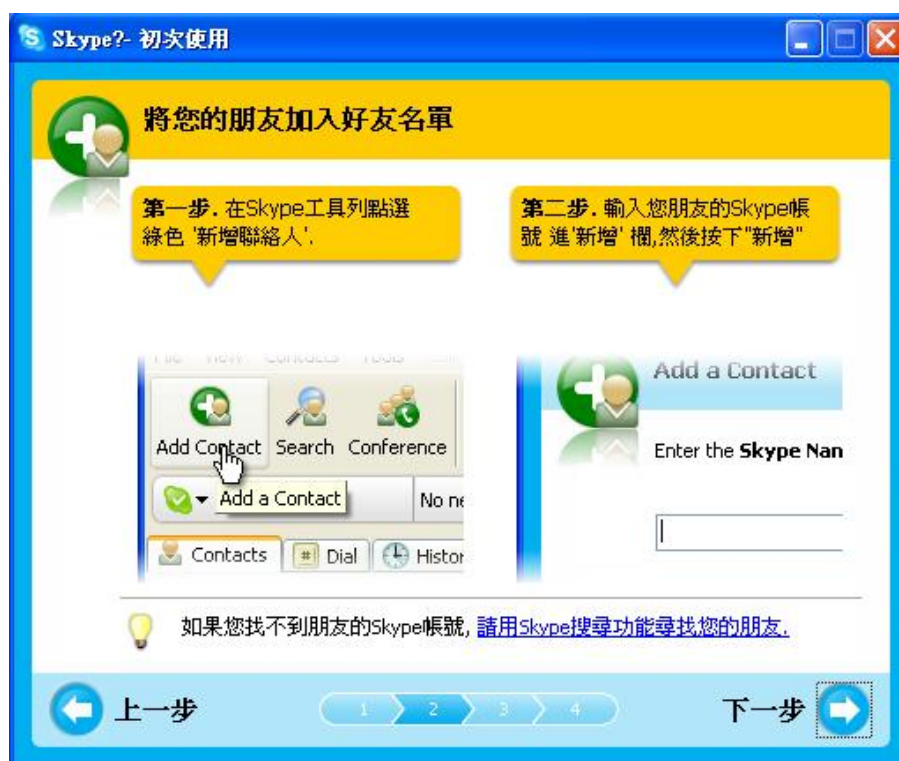 Skype?- 初次使用
將您的朋友加入好友名單
第一步. 在Skype工具列點選
綠色 '新增聯絡人'.
第二步. 輸入您朋友的Skype帳
號 進'新增' 欄,然後按下"新增"
File View Contacts Tools
Add Contact Search Conference
Add a Contact
No ne
Contacts # Dial Histor
Add a Contact
Enter the Skype Nan
如果您找不到朋友的Skype帳號, 請用Skype搜尋功能尋找您的朋友.
上一步
1 2 3 4
下一步